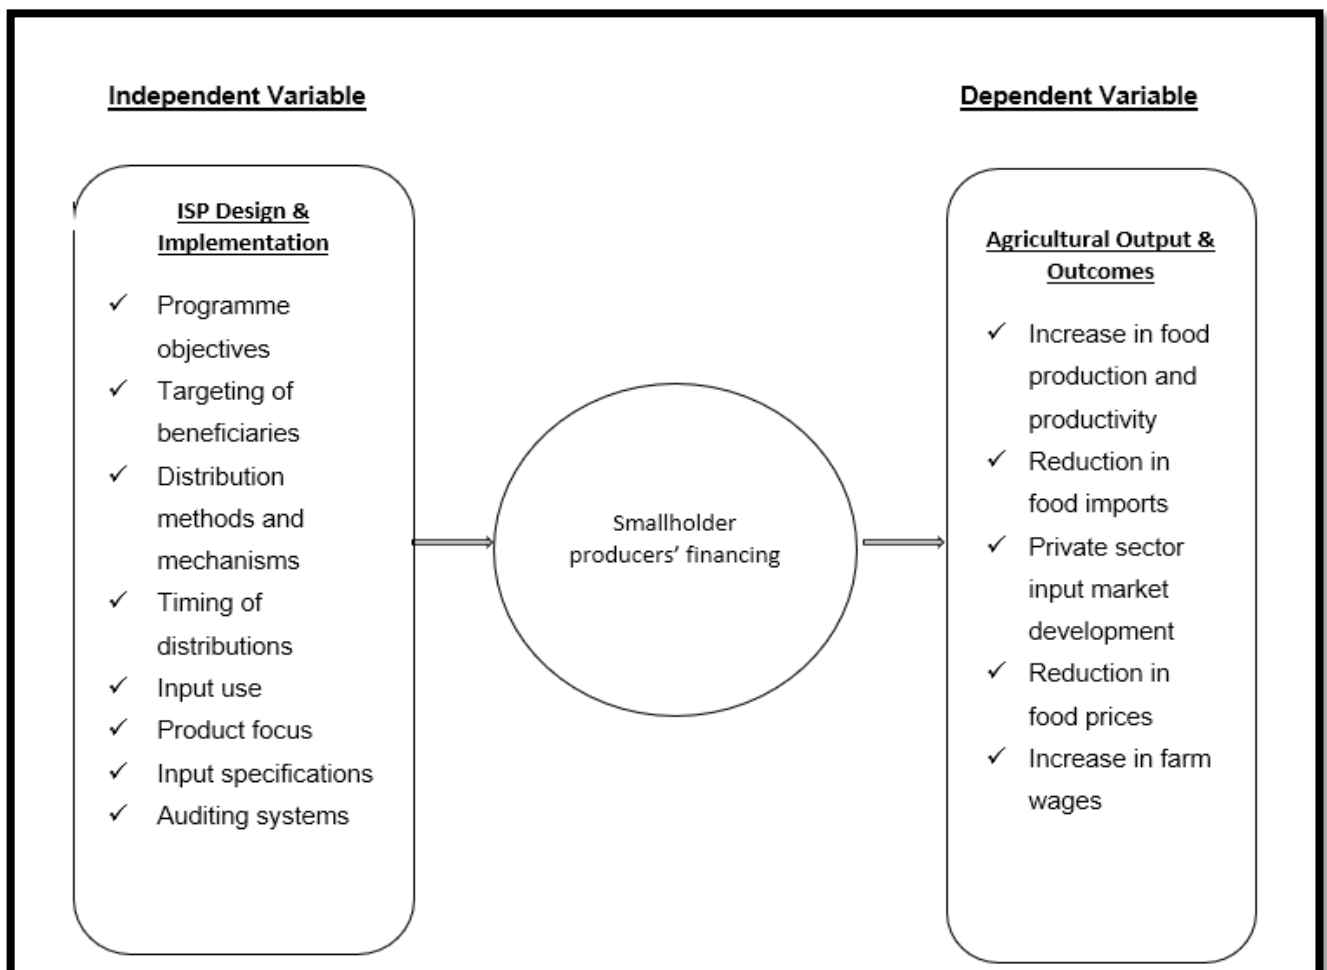 Independent Variable
Dependent Variable
ISP Design &
Implementation
✓ Programme
objectives
✓ Targeting of
beneficiaries
✓ Distribution
methods and
mechanisms
✓ Timing of
distributions
✓ Input use
✓ Product focus
✓ Input specifications
✓ Auditing systems
Smallholder
producers’ financing
Agricultural Output &
Outcomes
✓ Increase in food
production and
productivity
✓ Reduction in
food imports
✓ Private sector
input market
development
✓ Reduction in
food prices
✓ Increase in farm
wages